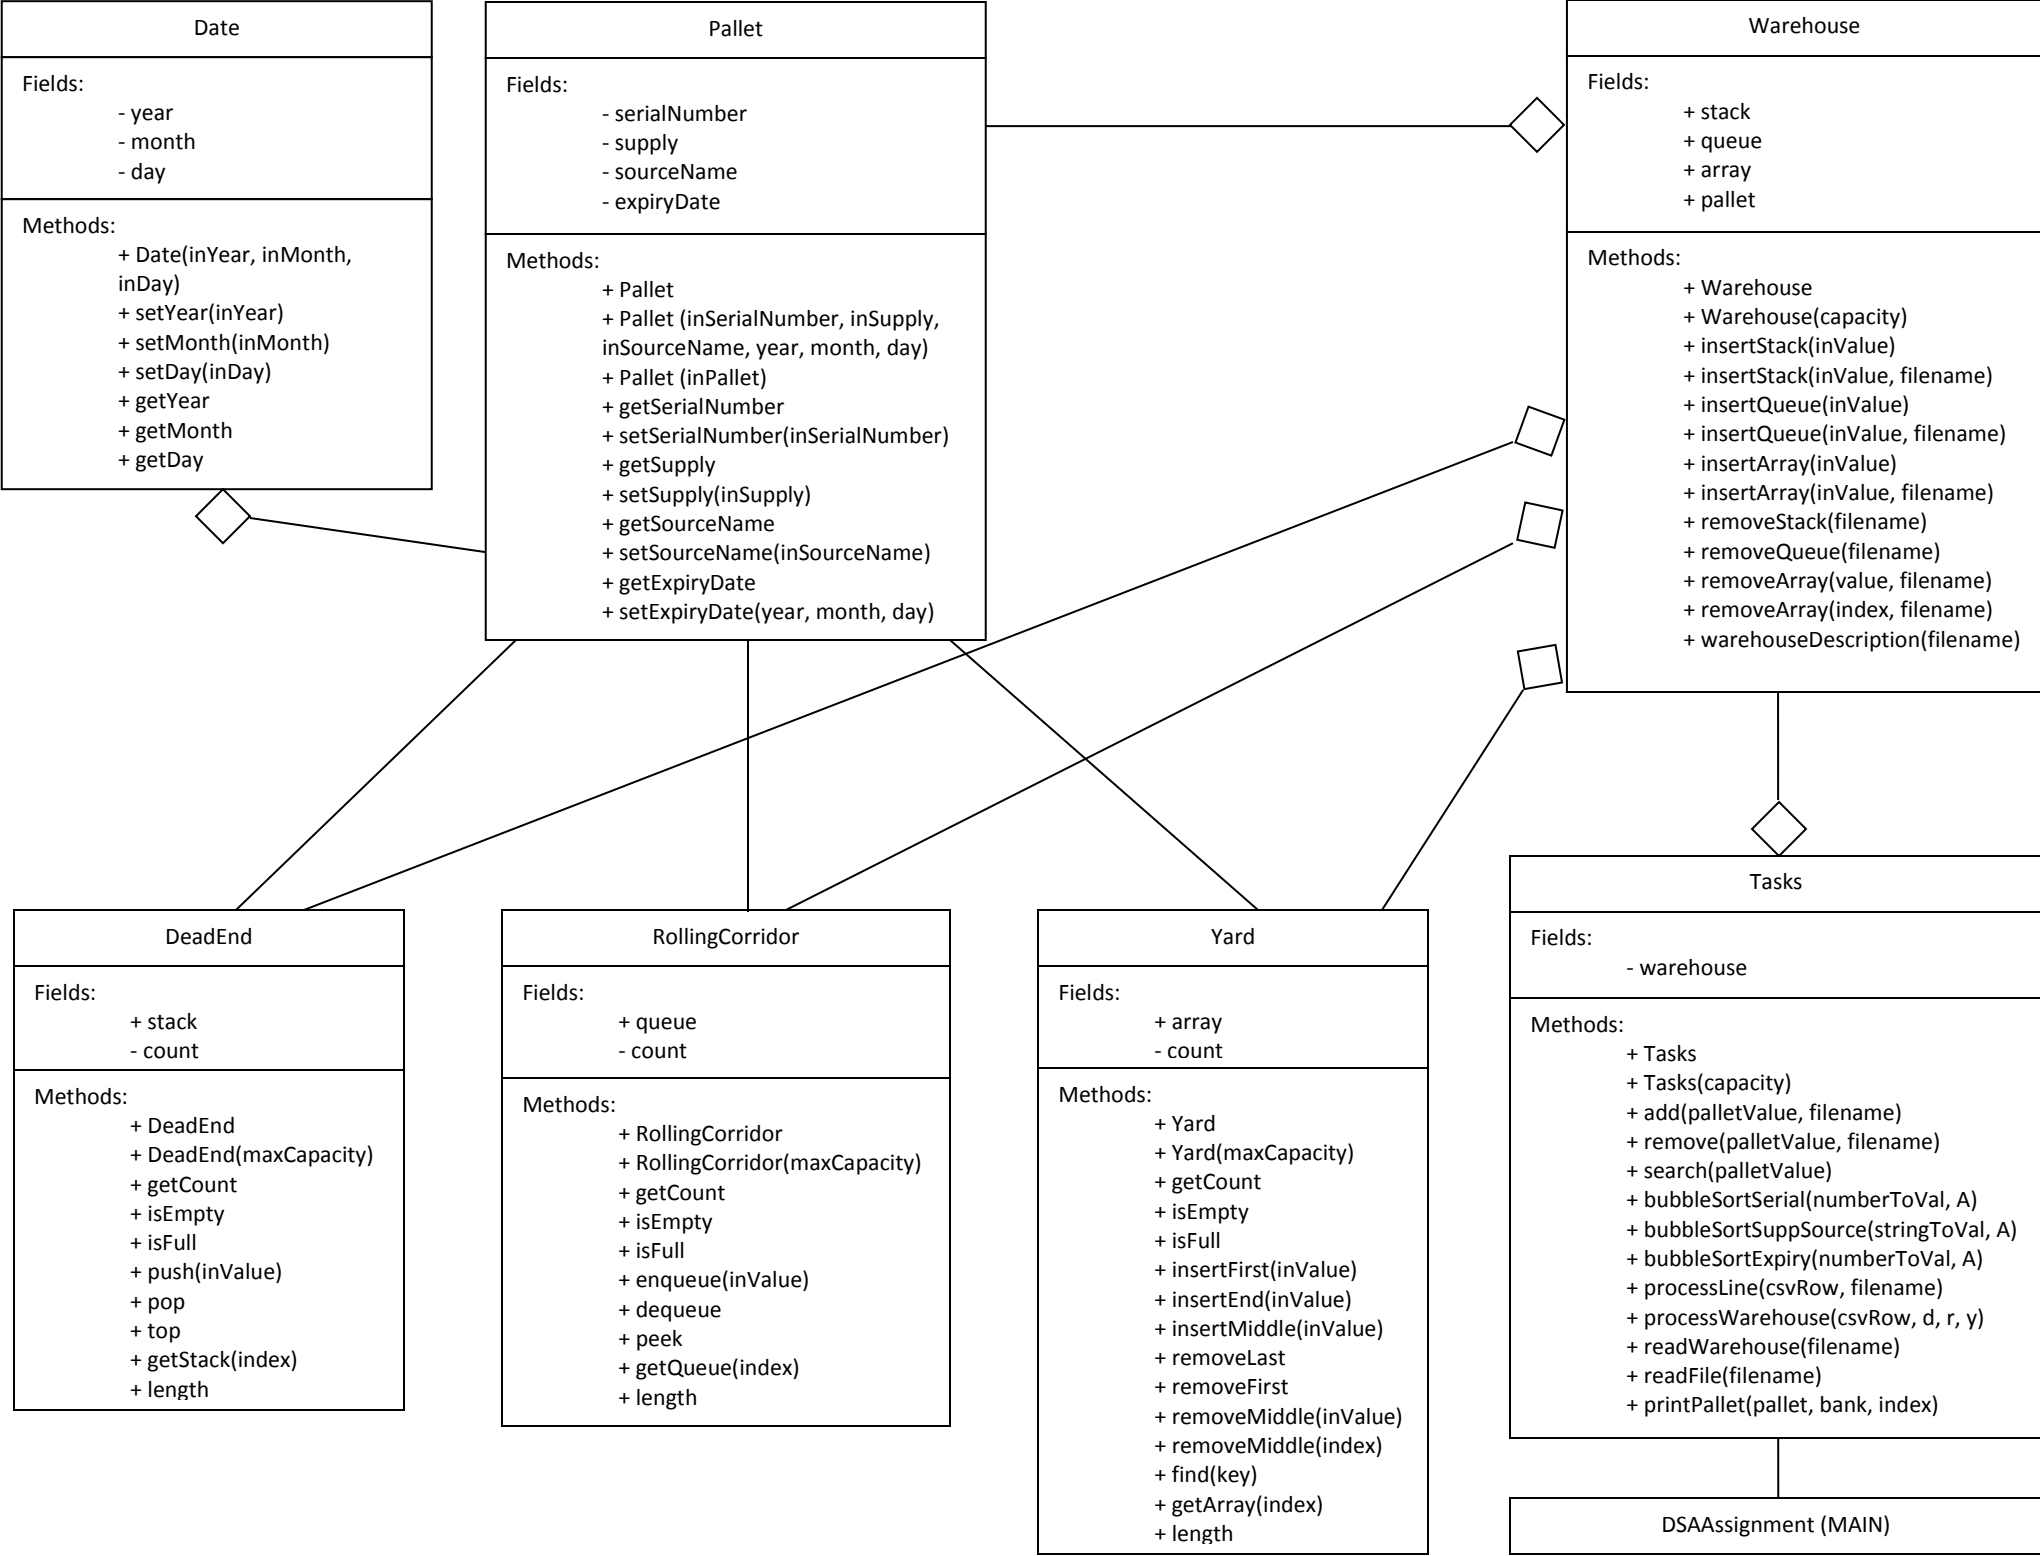 Date
Fields:
- year
- month
- day
Methods:
+ Date(inYear, inMonth,
inDay)
+ setYear(inYear)
+ setMonth(inMonth)
+ setDay(inDay)
+ getYear
+ getMonth
+ getDay
Pallet
Fields:
- serialNumber
- supply
- sourceName
- expiryDate
Methods:
+ Pallet
+ Pallet (inSerialNumber, inSupply,
inSourceName, year, month, day)
+ Pallet (inPallet)
+ getSerialNumber
+ setSerialNumber(inSerialNumber)
+ getSupply
+ setSupply(inSupply)
+ getSourceName
+ setSourceName(inSourceName)
+ getExpiryDate
+ setExpiryDate(year, month, day)
Warehouse
Fields:
+ stack
+ queue
+ array
+ pallet
Methods:
+ Warehouse
+ Warehouse(capacity)
+ insertStack(inValue)
+ insertStack(inValue, filename)
+ insertQueue(inValue)
+ insertQueue(inValue, filename)
+ insertArray(inValue)
+ insertArray(inValue, filename)
+ removeStack(filename)
+ removeQueue(filename)
+ removeArray(value, filename)
+ removeArray(index, filename)
+ warehouseDescription(filename)
DeadEnd
Fields:
+ stack
- count
Methods:
+ DeadEnd
+ DeadEnd(maxCapacity)
+ getCount
+ isEmpty
+ isFull
+ push(inValue)
+ pop
+ top
+ getStack(index)
+ length
RollingCorridor
Fields:
+ queue
- count
Methods:
+ RollingCorridor
+ RollingCorridor(maxCapacity)
+ getCount
+ isEmpty
+ isFull
+ enqueue(inValue)
+ dequeue
+ peek
+ getQueue(index)
+ length
Yard
Fields:
+ array
- count
Methods:
+ Yard
+ Yard(maxCapacity)
+ getCount
+ isEmpty
+ isFull
+ insertFirst(inValue)
+ insertEnd(inValue)
+ insertMiddle(inValue)
+ removeLast
+ removeFirst
+ removeMiddle(inValue)
+ removeMiddle(index)
+ find(key)
+ getArray(index)
+ length
Tasks
Fields:
- warehouse
Methods:
+ Tasks
+ Tasks(capacity)
+ add(palletValue, filename)
+ remove(palletValue, filename)
+ search(palletValue)
+ bubbleSortSerial(numberToVal, A)
+ bubbleSortSuppSource(stringToVal, A)
+ bubbleSortExpiry(numberToVal, A)
+ processLine(csvRow, filename)
+ processWarehouse(csvRow, d, r, y)
+ readWarehouse(filename)
+ readFile(filename)
+ printPallet(pallet, bank, index)
DSAAssignment (MAIN)